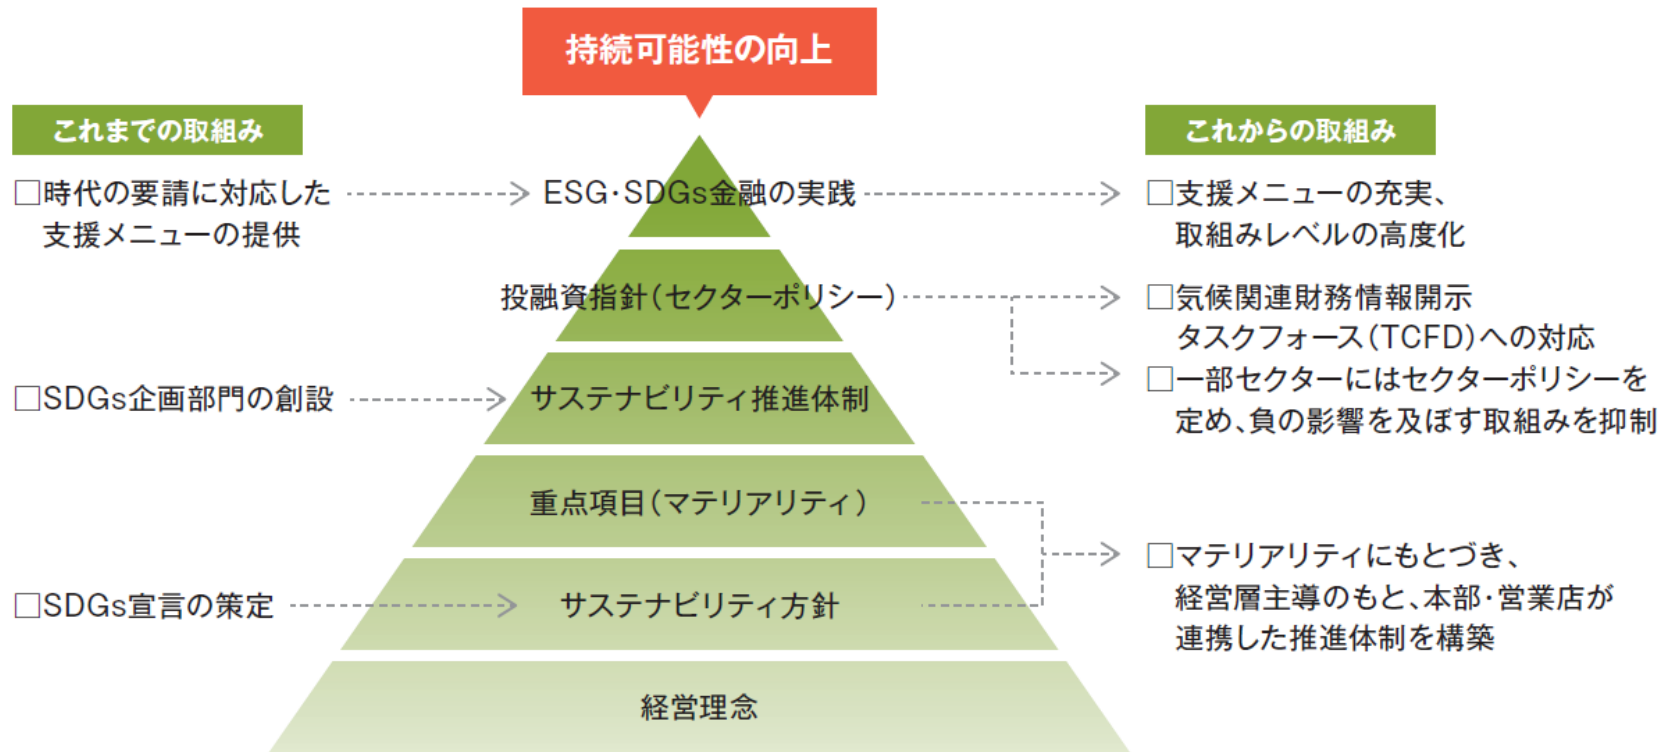 持続可能性の向上
これまでの取組み
□時代の要請に対応した
支援メニューの提供
□SDGs企画部門の創設
□SDGs宣言の策定
ESG・SDGs金融の実践
投融資指針（セクターポリシー）
サステナビリティ推進体制
重点項目（マテリアリティ）
サステナビリティ方針
経営理念
これからの取組み
□支援メニューの充実、
取組みレベルの高度化
□気候関連財務情報開示
タスクフォース（TCFD）への対応
□一部セクターにはセクターポリシーを
定め、負の影響を及ぼす取組みを抑制
□マテリアリティにもとづき、
経営層主導のもと、本部・営業店が
連携した推進体制を構築